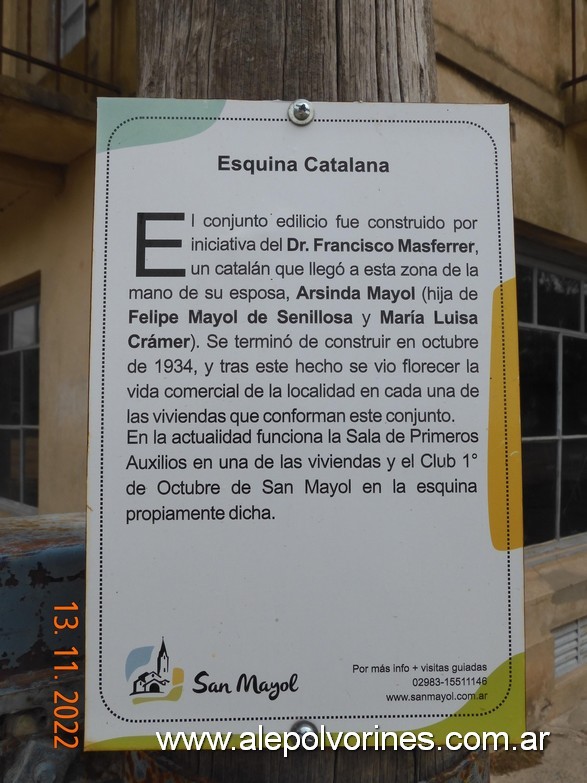 Esquina Catalana
El conjunto edilicio fue construido por
iniciativa del Dr. Francisco Masferrer,
un catalán que llegó a esta zona de la
mano de su esposa, Arsinda Mayol (hija de
Felipe Mayol de Senillosa y María Luisa
Crámer). Se terminó de construir en octubre
de 1934, y tras este hecho se vio florecer la
vida comercial de la localidad en cada una de
las viviendas que conforman este conjunto.
En la actualidad funciona la Sala de Primeros
Auxilios en una de las viviendas y el Club 1°
de Octubre de San Mayol en la esquina
propiamente dicha.
San Mayol
Por más info + visitas guiadas
02983-15511146
www.sanmayol.com.ar
13.11.2022
www.alepolvorines.com.ar